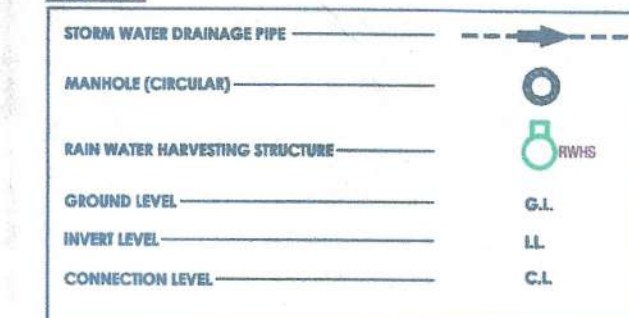 STORM WATER DRAINAGE PIPE
MANHOLE (CIRCULAR)
RAIN WATER HARVESTING STRUCTURE RWHS
GROUND LEVEL G.L.
INVERT LEVEL I.L.
CONNECTION LEVEL C.L.